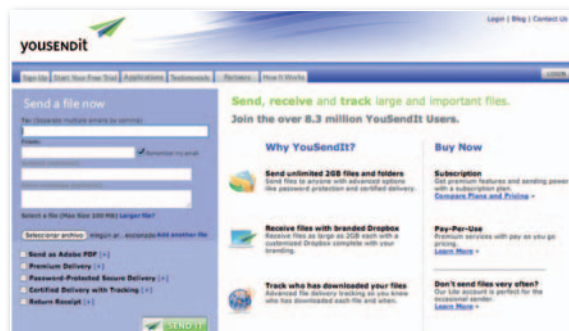 Login | Blog | Contact Us
YOUSENDIT
Sign Up
Start Your Free Trial
Applications
Testimonials
Partners
How It Works
LOGIN
Send a file now
To: (Separate multiple emails by comma)
From:
Remember my email
Select a file (Max Size 100 MB) Larger file?
Seleccionar archivo
Add another file
Send as Adobe PDF [+]
Premium Delivery [+]
Password-Protected Secure Delivery [+]
Certified Delivery with Tracking [+]
Return Receipt [+]
SEND IT
Send, receive and track large and important files.
Join the over 8.3 million YouSendIt Users.
Why YouSendIt?
Send unlimited 2GB files and folders
Send files to anyone with advanced options
like password protection and certified delivery.
Receive files with branded Dropbox
Receive files as large as 2GB each with a
customized Dropbox complete with your
branding.
Track who has downloaded your files
Advanced file delivery tracking so you know
who has downloaded each file and when.
Buy Now
Subscription
Get premium features and sending power
with a subscription plan.
Compare Plans and Pricing »
Pay-Per-Use
Premium services with pay as you go
pricing.
Learn More »
Don't send files very often?
Our Lite account is perfect for the
occasional sender.
Learn More »